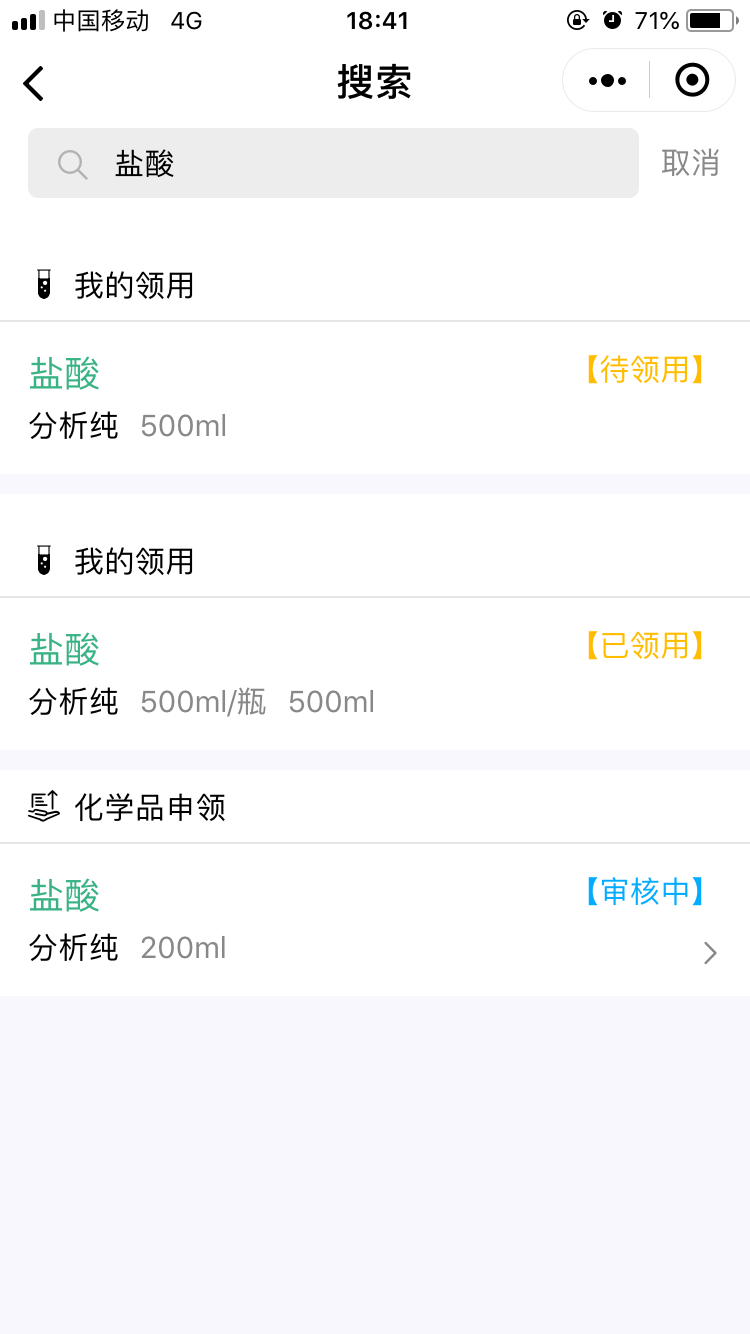 中国移动 4G 18:41 71%
搜索
盐酸 取消
我的领用
盐酸 【待领用】
分析纯 500ml
我的领用
盐酸 【已领用】
分析纯 500ml/瓶 500ml
化学品申领
盐酸 【审核中】
分析纯 200ml